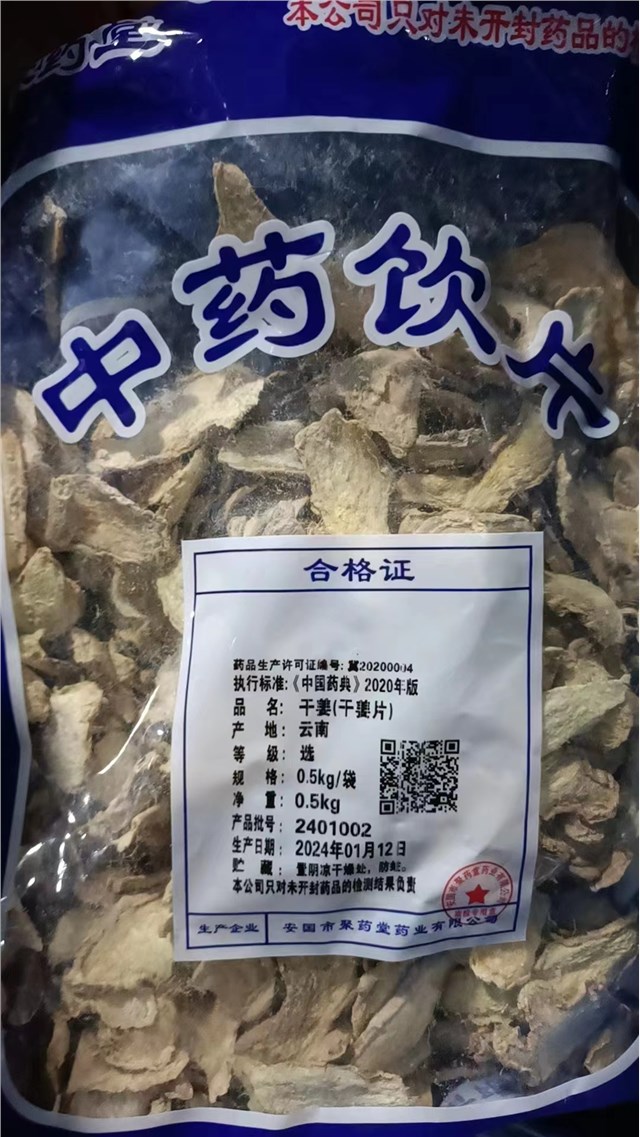 药堂
本公司只对未开封药品的
中药饮片
合格证
药品生产许可证编号: 冀20200004
执行标准:《中国药典》2020年版
品 名: 干姜(干姜片)
产 地: 云南
等 级: 选
规 格: 0.5kg/袋
净 重: 0.5kg
产品批号: 2401002
生产日期: 2024年01月12日
贮 藏: 置阴凉干燥处, 防蛀。
本公司只对未开封药品的检测结果负责
生产企业 安国市聚药堂药业有限公司